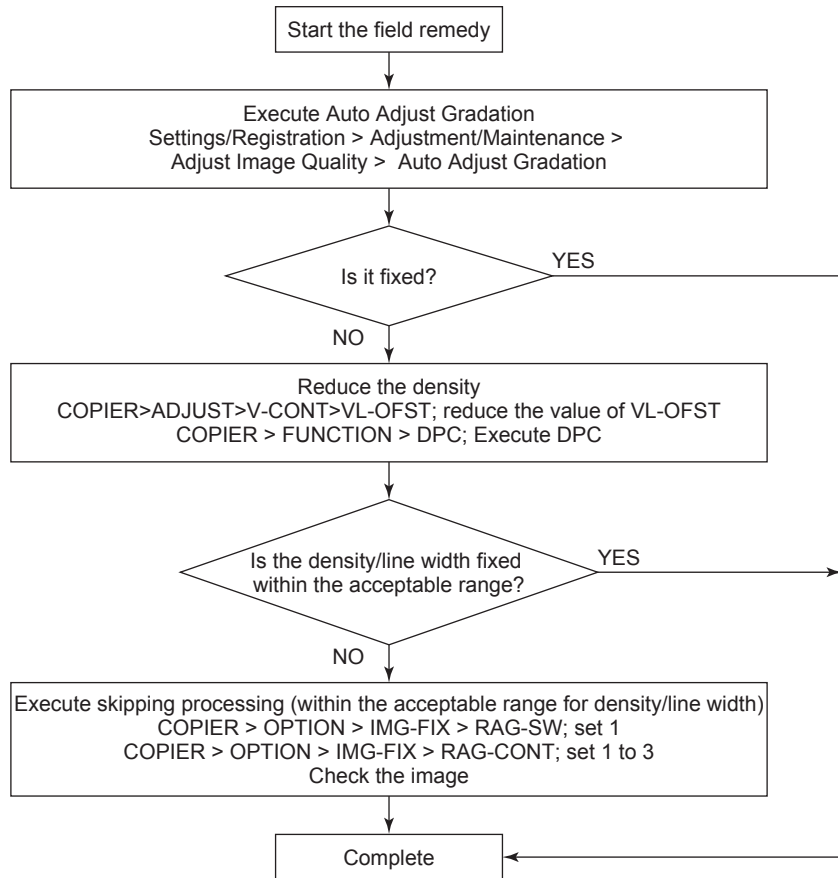 Start the field remedy
Execute Auto Adjust Gradation
Settings/Registration > Adjustment/Maintenance >
Adjust Image Quality >  Auto Adjust Gradation
Is it fixed?
YES
NO
Reduce the density
COPIER>ADJUST>V-CONT>VL-OFST; reduce the value of VL-OFST
COPIER > FUNCTION > DPC; Execute DPC
Is the density/line width fixed
within the acceptable range?
YES
NO
Execute skipping processing (within the acceptable range for density/line width)
COPIER > OPTION > IMG-FIX > RAG-SW; set 1
COPIER > OPTION > IMG-FIX > RAG-CONT; set 1 to 3
Check the image
Complete